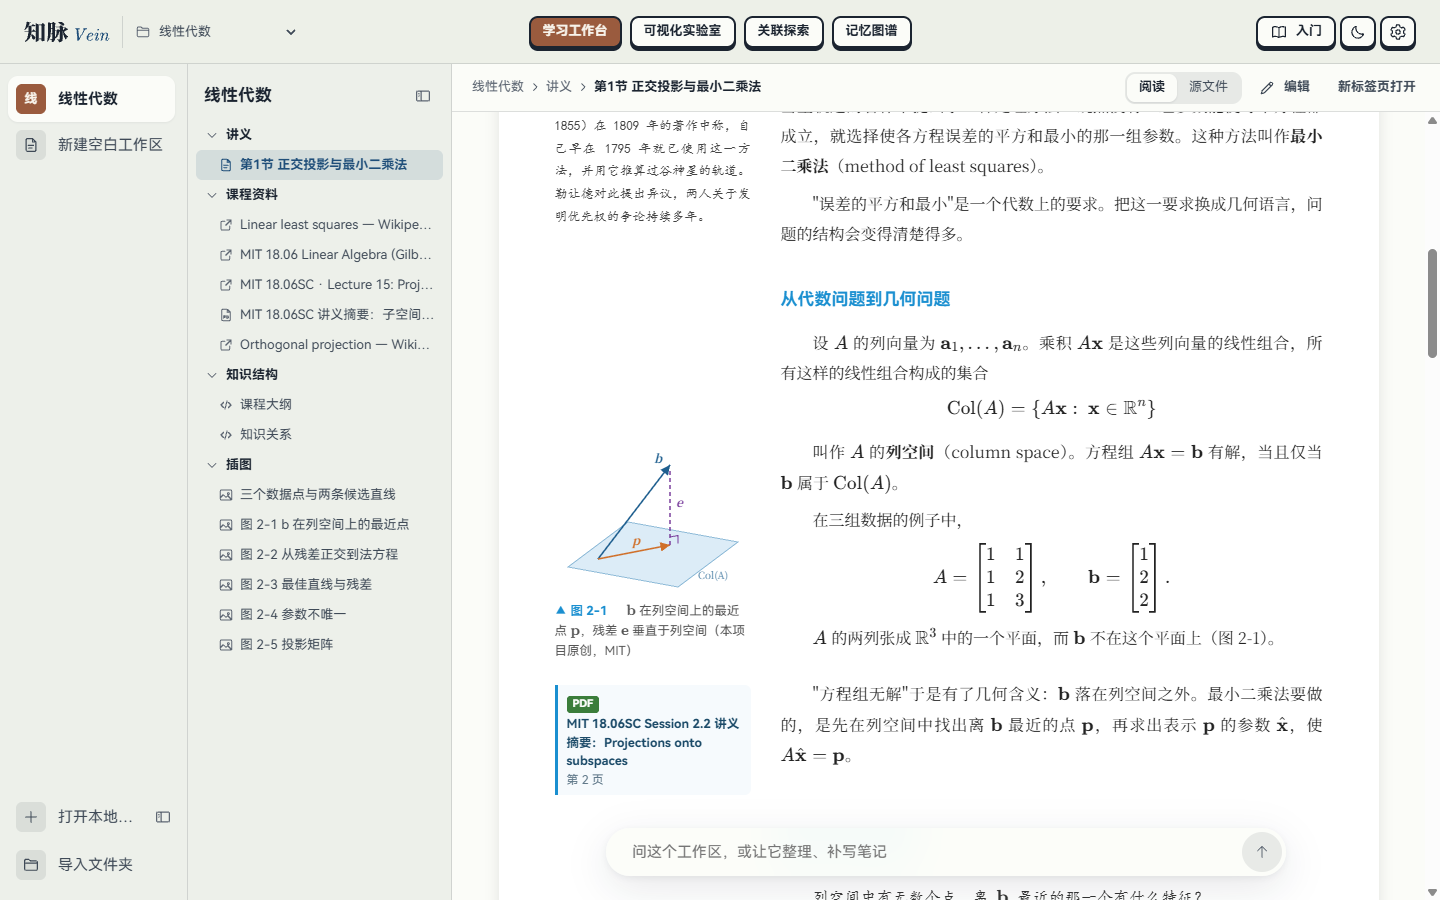 知脉 Vein
线性代数
学习工作台
可视化实验室
关联探索
记忆图谱
入门
线 线性代数
新建空白工作区
打开本地...
导入文件夹
线性代数
讲义
第1节 正交投影与最小二乘法
课程资料
Linear least squares — Wikipe...
MIT 18.06 Linear Algebra (Gilb...
MIT 18.06SC · Lecture 15: Proj...
MIT 18.06SC 讲义摘要：子空间...
Orthogonal projection — Wiki...
知识结构
课程大纲
知识关系
插图
三个数据点与两条候选直线
图 2-1 b 在列空间上的最近点
图 2-2 从残差正交到法方程
图 2-3 最佳直线与残差
图 2-4 参数不唯一
图 2-5 投影矩阵
线性代数 > 讲义 > 第1节 正交投影与最小二乘法
阅读
源文件
编辑
新标签页打开
1855）在 1809 年的著作中称，自
己早在 1795 年就已使用这一方
法，并用它推算过谷神星的轨道。
勒让德对此提出异议，两人关于发
明优先权的争论持续多年。
成立，就选择使各方程误差的平方和最小的那一组参数。这种方法叫作最小
二乘法（method of least squares）。
"误差的平方和最小"是一个代数上的要求。把这一要求换成几何语言，问
题的结构会变得清楚得多。
从代数问题到几何问题
设 A 的列向量为 a₁, . . . , aₙ。乘积 Ax 是这些列向量的线性组合，所
有这样的线性组合构成的集合
Col(A) = {Ax : x ∈ ℝⁿ}
叫作 A 的列空间（column space）。方程组 Ax = b 有解，当且仅当
b 属于 Col(A)。
在三组数据的例子中，
A = [1 1; 1 2; 1 3] , b = [1; 2; 2] .
A 的两列张成 ℝ³ 中的一个平面，而 b 不在这个平面上（图 2-1）。
b
e
p
Col(A)
▲ 图 2-1 b 在列空间上的最近
点 p，残差 e 垂直于列空间（本项
目原创，MIT）
PDF
MIT 18.06SC Session 2.2 讲义
摘要：Projections onto
subspaces
第 2 页
"方程组无解"于是有了几何含义：b 落在列空间之外。最小二乘法要做
的，是先在列空间中找出离 b 最近的点 p，再求出表示 p 的参数 x̂，使
Ax̂ = p。
问这个工作区，或让它整理、补写笔记
列空间中有无数个点，离 b 最近的那一个有什么特征？